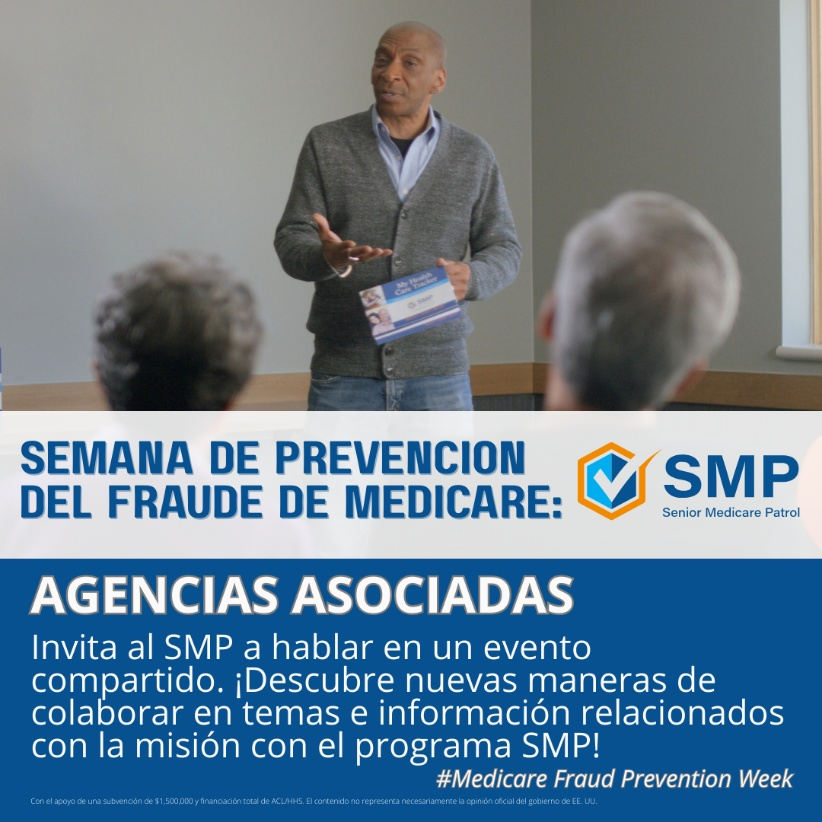 My Health
Care Tracker
SMP
SEMANA DE PREVENCION
DEL FRAUDE DE MEDICARE:
SMP
Senior Medicare Patrol
AGENCIAS ASOCIADAS
Invita al SMP a hablar en un evento
compartido. ¡Descubre nuevas maneras de
colaborar en temas e información relacionados
con la misión con el programa SMP!
#Medicare Fraud Prevention Week
Con el apoyo de una subvención de $1,500,000 y financiación total de ACL/HHS. El contenido no representa necesariamente la opinión oficial del gobierno de EE. UU.